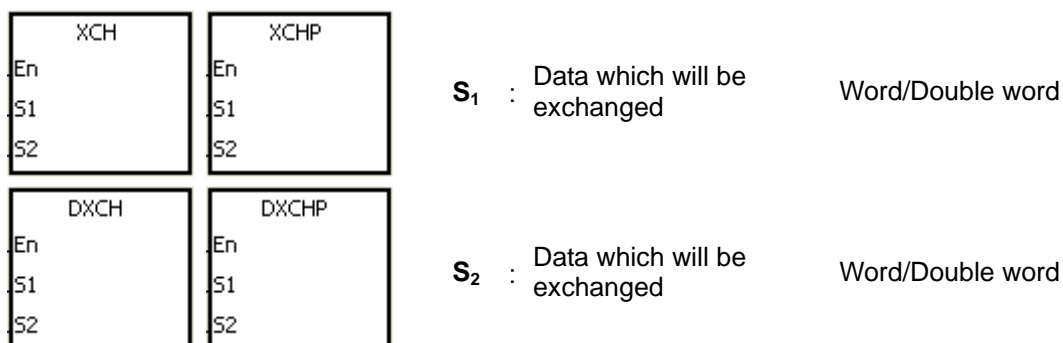 XCH
En
S1
S2
XCHP
En
S1
S2
S1 : Data which will be
exchanged
Word/Double word
DXCH
En
S1
S2
DXCHP
En
S1
S2
S2 : Data which will be
exchanged
Word/Double word